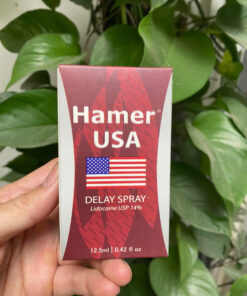 Hamer®
USA
DELAY SPRAY
Lidocaine USP 14%
12.5ml | 0.42 fl oz